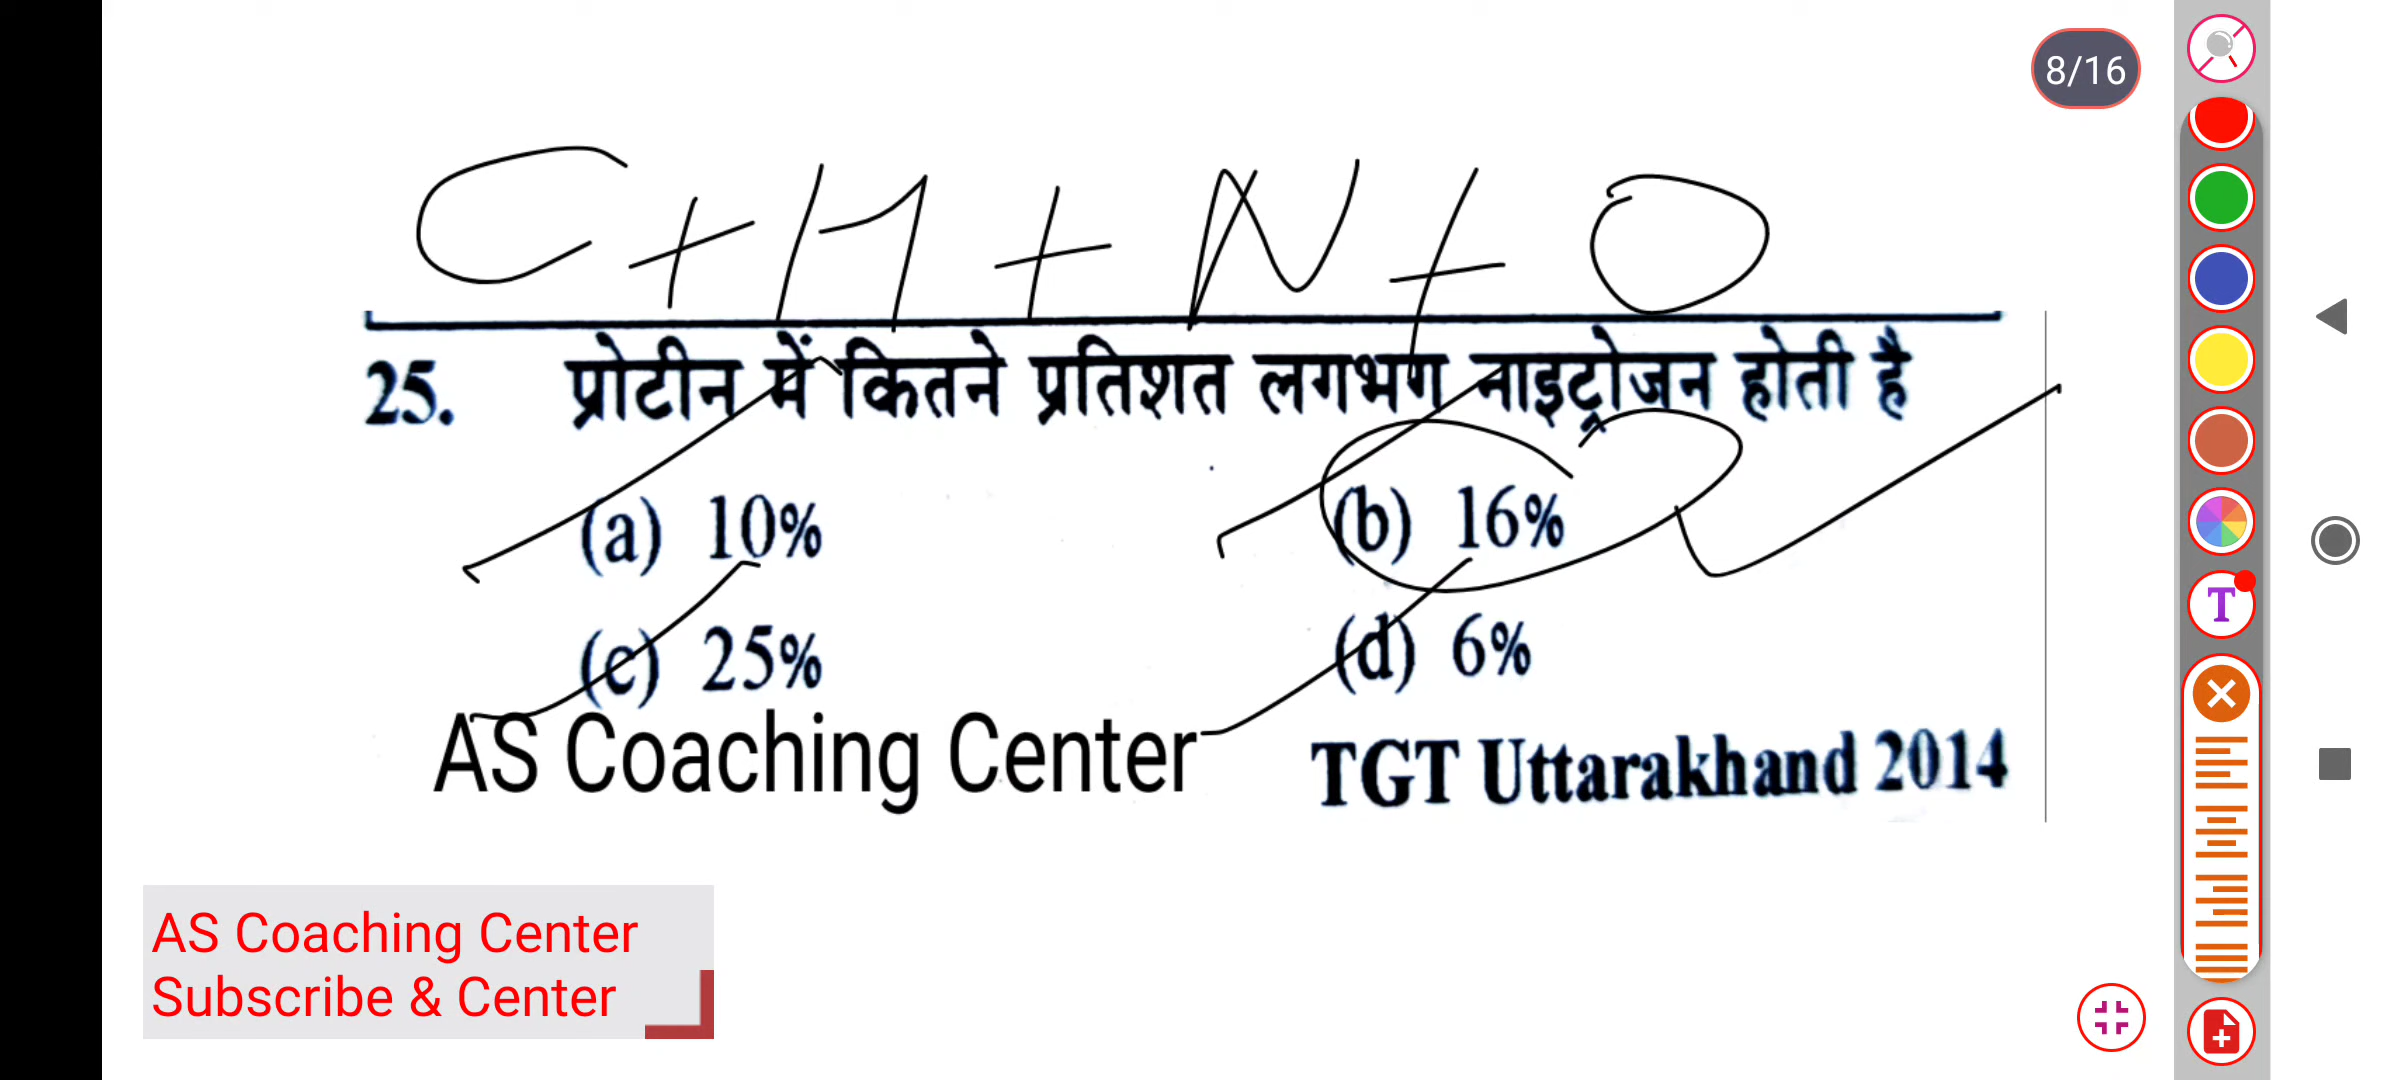 8/16
C+H+N+O
25. प्रोटीन में कितने प्रतिशत लगभग नाइट्रोजन होती है
(a) 10% (b) 16%
(c) 25% (d) 6%
AS Coaching Center TGT Uttarakhand 2014
AS Coaching Center
Subscribe & Center
T